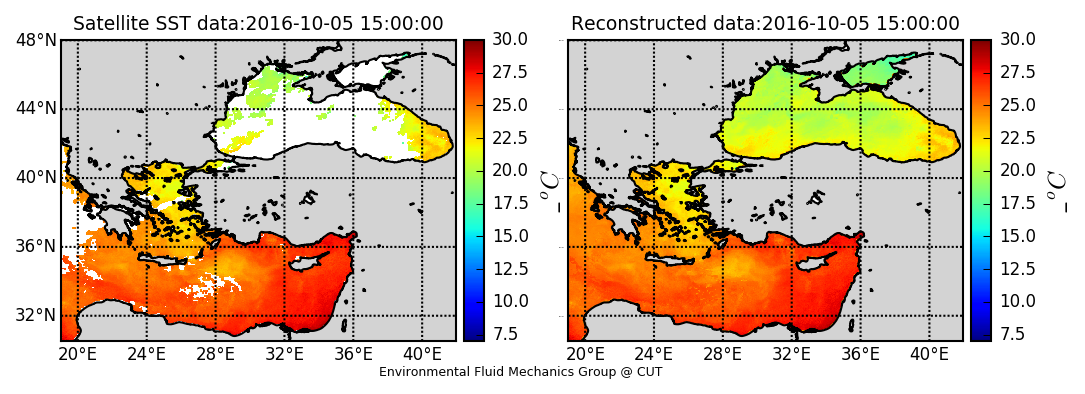 Satellite SST data:2016-10-05 15:00:00
48°N
44°N
40°N
36°N
32°N
20°E 24°E 28°E 32°E 36°E 40°E
30.0
27.5
25.0
22.5
20.0
17.5
15.0
12.5
10.0
7.5
_ °C
Reconstructed data:2016-10-05 15:00:00
20°E 24°E 28°E 32°E 36°E 40°E
30.0
27.5
25.0
22.5
20.0
17.5
15.0
12.5
10.0
7.5
_ °C
Environmental Fluid Mechanics Group @ CUT